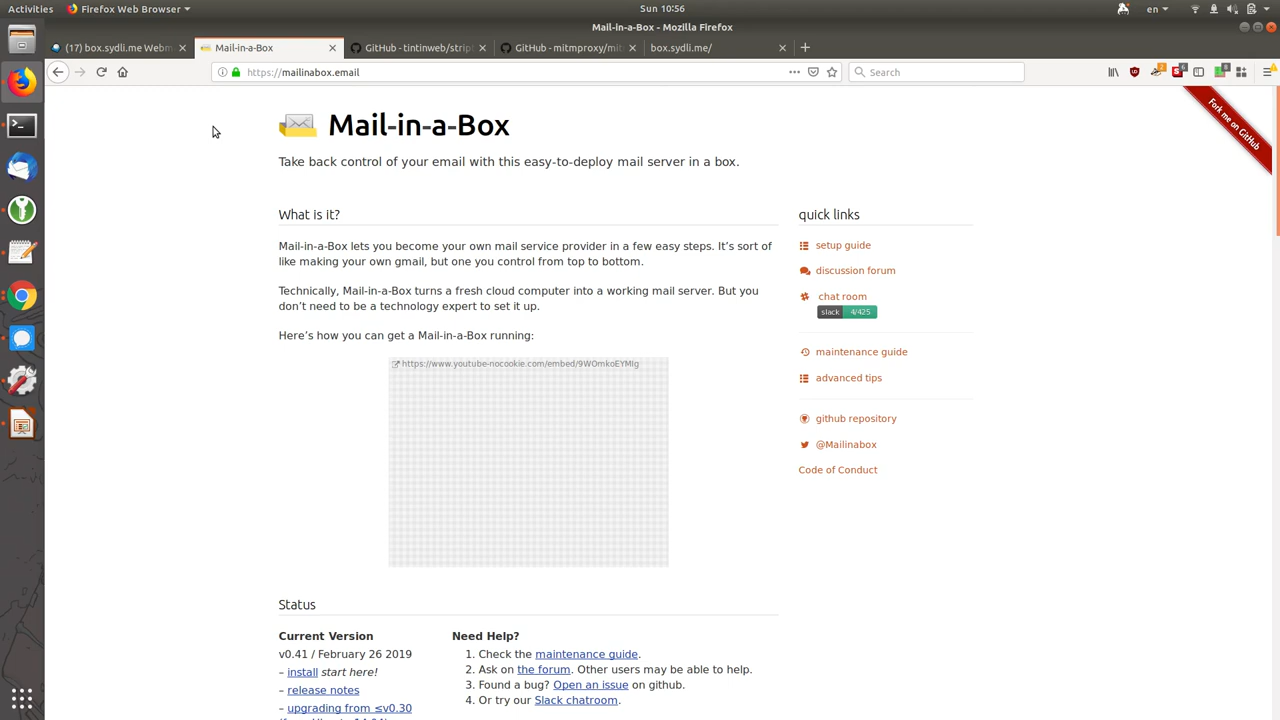 Activities Firefox Web Browser Sun 10:56 en
Mail-in-a-Box - Mozilla Firefox
(17) box.sydli.me Webm Mail-in-a-Box GitHub - tintinweb/strip GitHub - mitmproxy/mit box.sydli.me/
https://mailinabox.email Search
Fork me on GitHub
Mail-in-a-Box
Take back control of your email with this easy-to-deploy mail server in a box.
What is it?
Mail-in-a-Box lets you become your own mail service provider in a few easy steps. It’s sort of
like making your own gmail, but one you control from top to bottom.
Technically, Mail-in-a-Box turns a fresh cloud computer into a working mail server. But you
don’t need to be a technology expert to set it up.
Here’s how you can get a Mail-in-a-Box running:
https://www.youtube-nocookie.com/embed/9WOmkoEYMIg
quick links
setup guide
discussion forum
chat room
slack 4/425
maintenance guide
advanced tips
github repository
@Mailinabox
Code of Conduct
Status
Current Version
v0.41 / February 26 2019
– install start here!
– release notes
– upgrading from ≤v0.30
Need Help?
1. Check the maintenance guide.
2. Ask on the forum. Other users may be able to help.
3. Found a bug? Open an issue on github.
4. Or try our Slack chatroom.